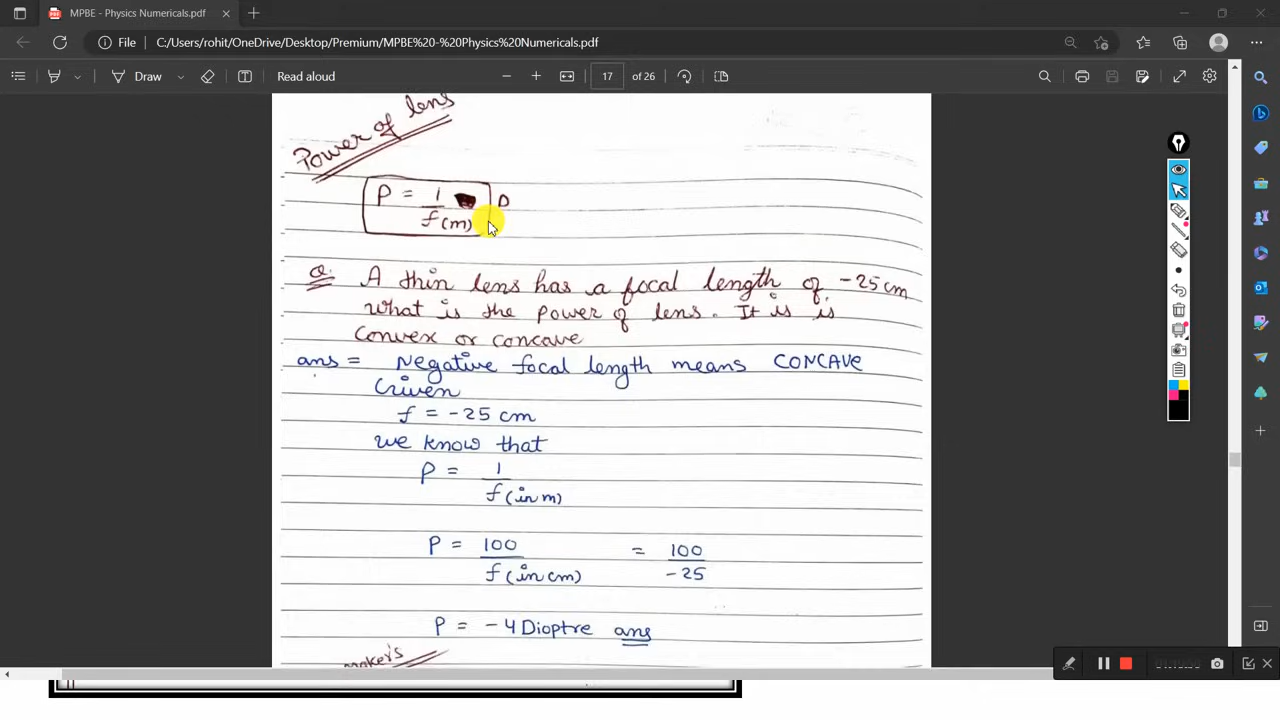 MPBE - Physics Numericals.pdf
File
C:/Users/rohit/OneDrive/Desktop/Premium/MPBE%20-%20Physics%20Numericals.pdf
Draw
Read aloud
17 of 26
Power of lens
P = 1 D
f(m)
Q. A thin lens has a focal length of -25 cm
what is the power of lens. It is is
Convex or concave
ans = Negative focal length means CONCAVE
Given
f = -25 cm
we know that
P = 1
f (in m)
P = 100 = 100
f (in cm) -25
P = -4 Dioptre ans
maker's